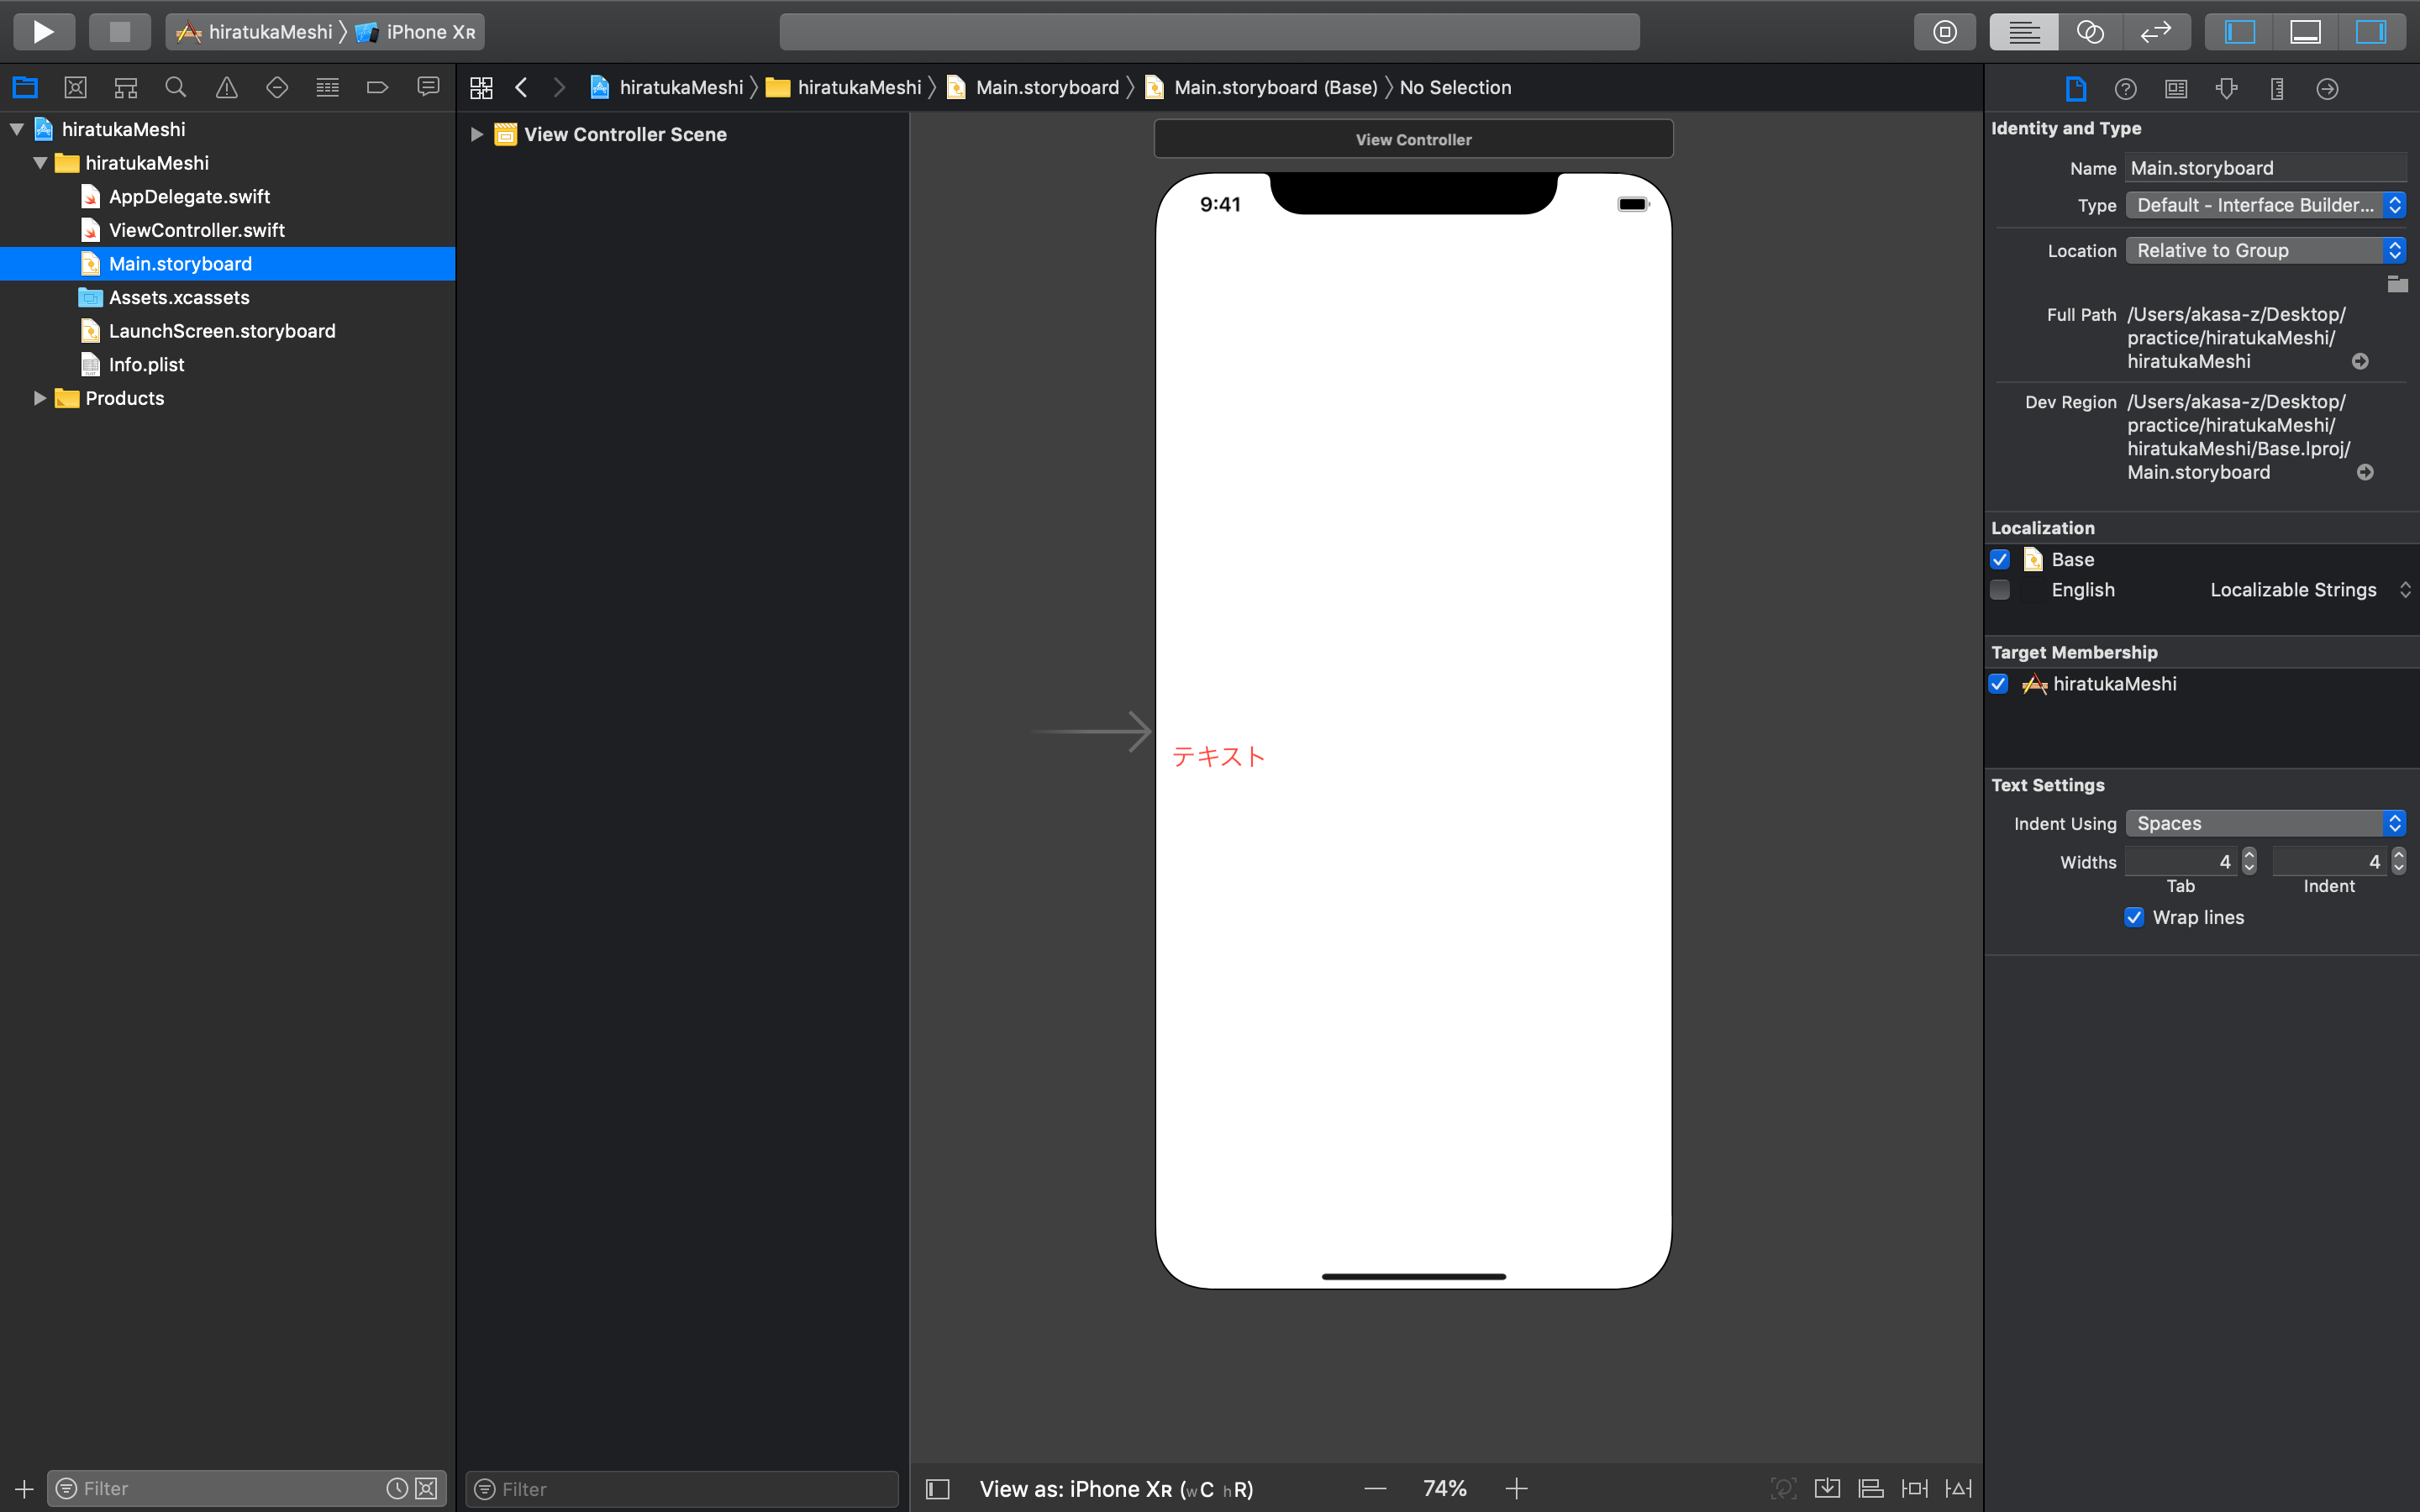 hiratukaMeshi 〉 iPhone XR
hiratukaMeshi 〉 hiratukaMeshi 〉 Main.storyboard 〉 Main.storyboard (Base) 〉 No Selection
hiratukaMeshi
hiratukaMeshi
AppDelegate.swift
ViewController.swift
Main.storyboard
Assets.xcassets
LaunchScreen.storyboard
Info.plist
Products
Filter
View Controller Scene
Filter
View Controller
9:41
テキスト
View as: iPhone XR (wC hR)
74%
Identity and Type
Name Main.storyboard
Type Default - Interface Builder...
Location Relative to Group
Full Path /Users/akasa-z/Desktop/
practice/hiratukaMeshi/
hiratukaMeshi
Dev Region /Users/akasa-z/Desktop/
practice/hiratukaMeshi/
hiratukaMeshi/Base.lproj/
Main.storyboard
Localization
Base
English Localizable Strings
Target Membership
hiratukaMeshi
Text Settings
Indent Using Spaces
Widths 4 4
Tab Indent
Wrap lines